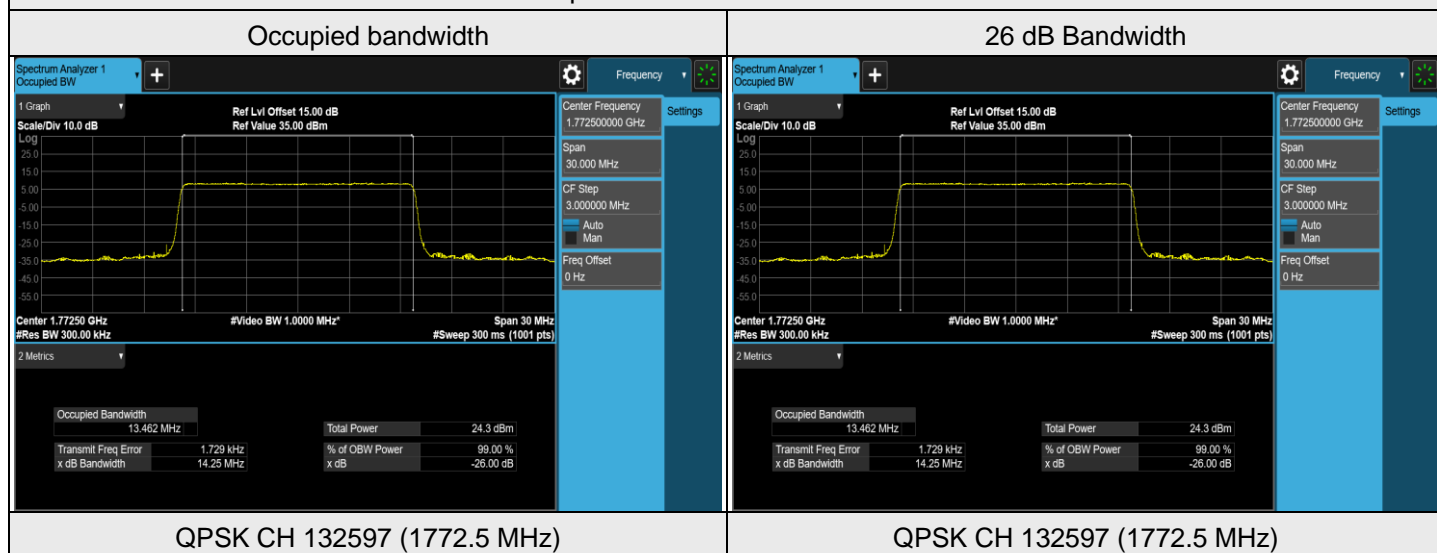 Occupied bandwidth
Spectrum Analyzer 1
Occupied BW
+
Frequency
1 Graph
Scale/Div 10.0 dB
Log
Ref Lvl Offset 15.00 dB
Ref Value 35.00 dBm
25.0
15.0
5.00
-5.00
-15.0
-25.0
-35.0
-45.0
-55.0
Center 1.77250 GHz
#Video BW 1.0000 MHz*
Span 30 MHz
#Res BW 300.00 kHz
#Sweep 300 ms (1001 pts)
Center Frequency
1.772500000 GHz
Settings
Span
30.000 MHz
CF Step
3.000000 MHz
Auto
Man
Freq Offset
0 Hz
2 Metrics
Occupied Bandwidth
13.462 MHz
Total Power 24.3 dBm
Transmit Freq Error 1.729 kHz
% of OBW Power 99.00 %
x dB Bandwidth 14.25 MHz
x dB -26.00 dB
QPSK CH 132597 (1772.5 MHz)
26 dB Bandwidth
Spectrum Analyzer 1
Occupied BW
+
Frequency
1 Graph
Scale/Div 10.0 dB
Log
Ref Lvl Offset 15.00 dB
Ref Value 35.00 dBm
25.0
15.0
5.00
-5.00
-15.0
-25.0
-35.0
-45.0
-55.0
Center 1.77250 GHz
#Video BW 1.0000 MHz*
Span 30 MHz
#Res BW 300.00 kHz
#Sweep 300 ms (1001 pts)
Center Frequency
1.772500000 GHz
Settings
Span
30.000 MHz
CF Step
3.000000 MHz
Auto
Man
Freq Offset
0 Hz
2 Metrics
Occupied Bandwidth
13.462 MHz
Total Power 24.3 dBm
Transmit Freq Error 1.729 kHz
% of OBW Power 99.00 %
x dB Bandwidth 14.25 MHz
x dB -26.00 dB
QPSK CH 132597 (1772.5 MHz)